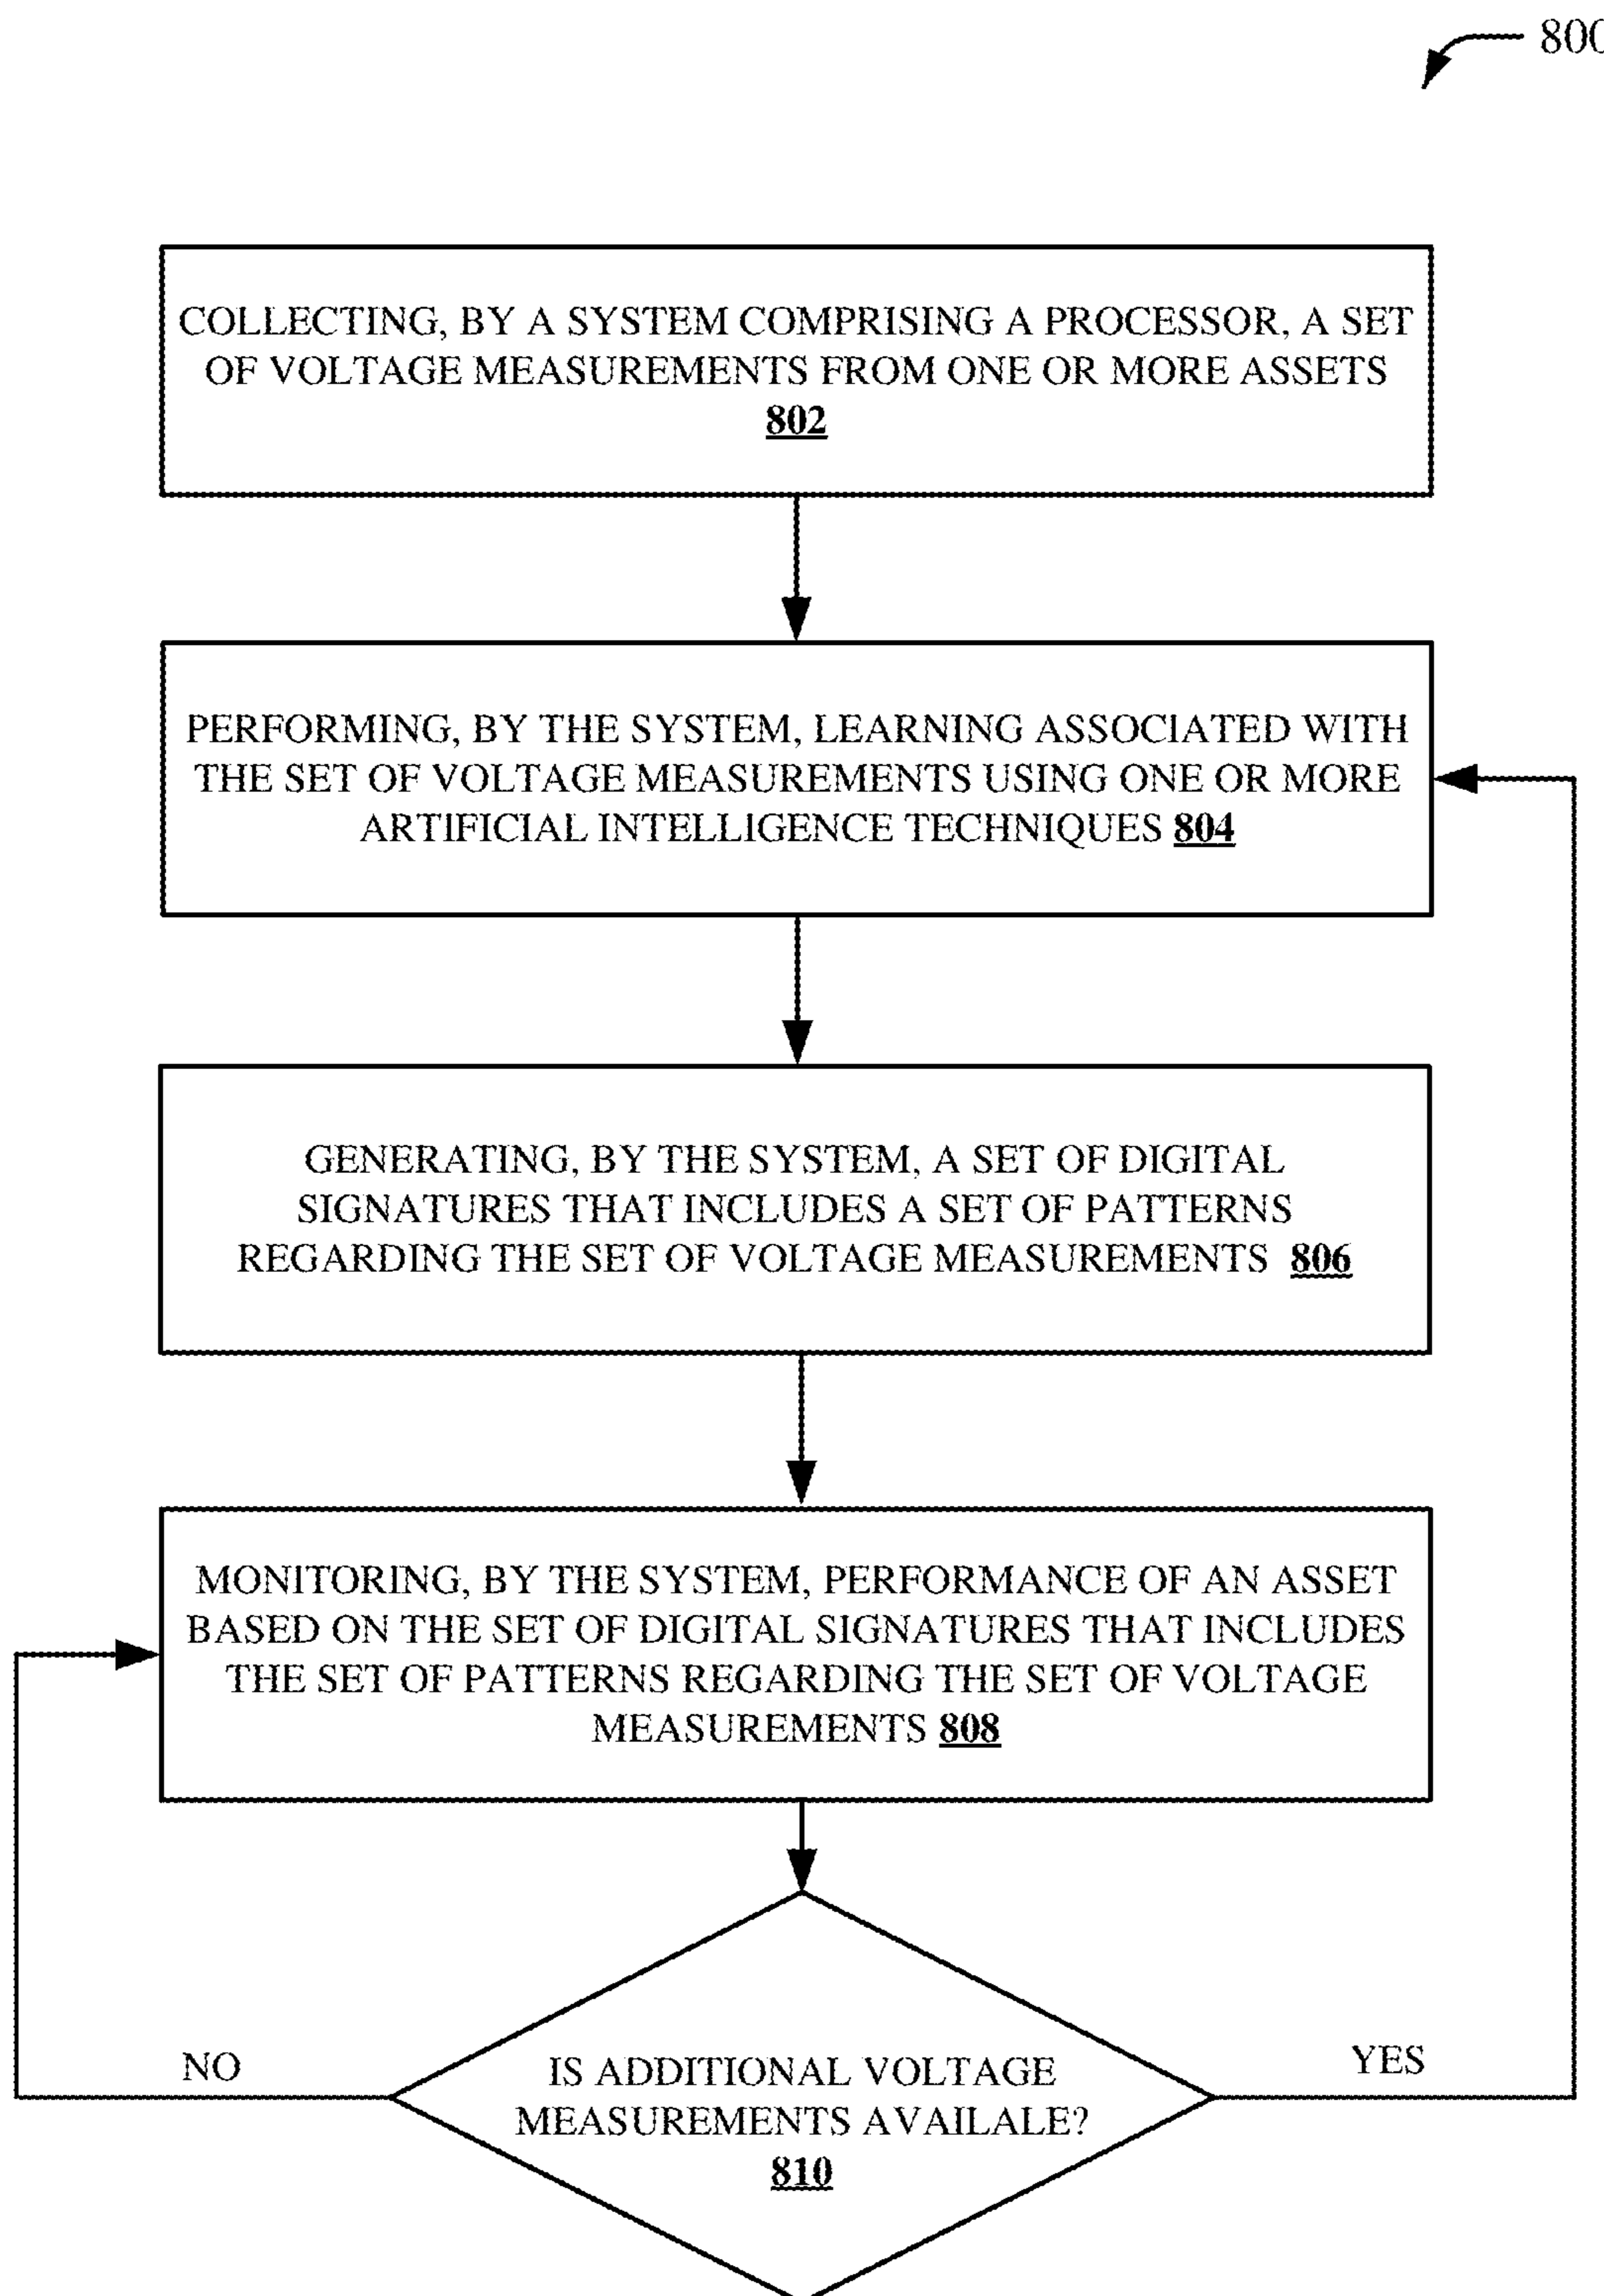 800
COLLECTING, BY A SYSTEM COMPRISING A PROCESSOR, A SET
OF VOLTAGE MEASUREMENTS FROM ONE OR MORE ASSETS
802
PERFORMING, BY THE SYSTEM, LEARNING ASSOCIATED WITH
THE SET OF VOLTAGE MEASUREMENTS USING ONE OR MORE
ARTIFICIAL INTELLIGENCE TECHNIQUES 804
GENERATING, BY THE SYSTEM, A SET OF DIGITAL
SIGNATURES THAT INCLUDES A SET OF PATTERNS
REGARDING THE SET OF VOLTAGE MEASUREMENTS 806
MONITORING, BY THE SYSTEM, PERFORMANCE OF AN ASSET
BASED ON THE SET OF DIGITAL SIGNATURES THAT INCLUDES
THE SET OF PATTERNS REGARDING THE SET OF VOLTAGE
MEASUREMENTS 808
NO
YES
IS ADDITIONAL VOLTAGE
MEASUREMENTS AVAILALE?
810